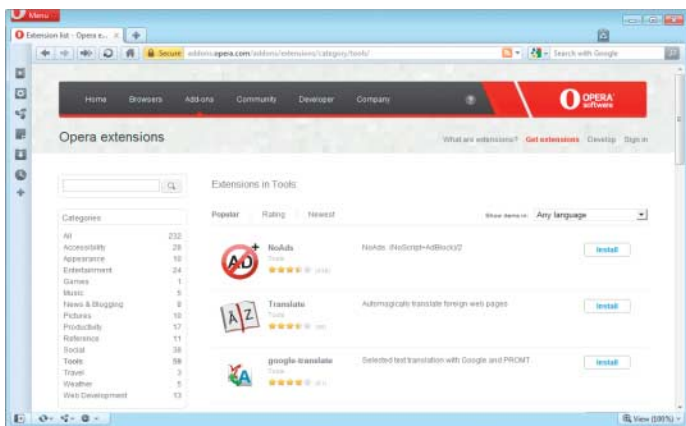 Menu
Extension list - Opera e...
Secure addons.opera.com/addons/extensions/category/tools/
Search with Google
Home Browsers Add-ons Community Developer Company
OPERA
software
Opera extensions
What are extensions? Get extensions Develop Sign in
Extensions in Tools:
Popular Rating Newest
Show items in: Any language
Categories
All 232
Accessibility 28
Appearance 10
Entertainment 24
Games 1
Music 5
News & Blogging 8
Pictures 10
Productivity 17
Reference 11
Social 38
Tools 59
Travel 3
Weather 5
Web Development 13
AD
NoAds
Tools
NoAds: (NoScript+AdBlock)/2
Install
A Z
Translate
Tools
Automagically translate foreign web pages
Install
A
google-translate
Tools
Selected text translation with Google and PROMT
Install
View (100%)